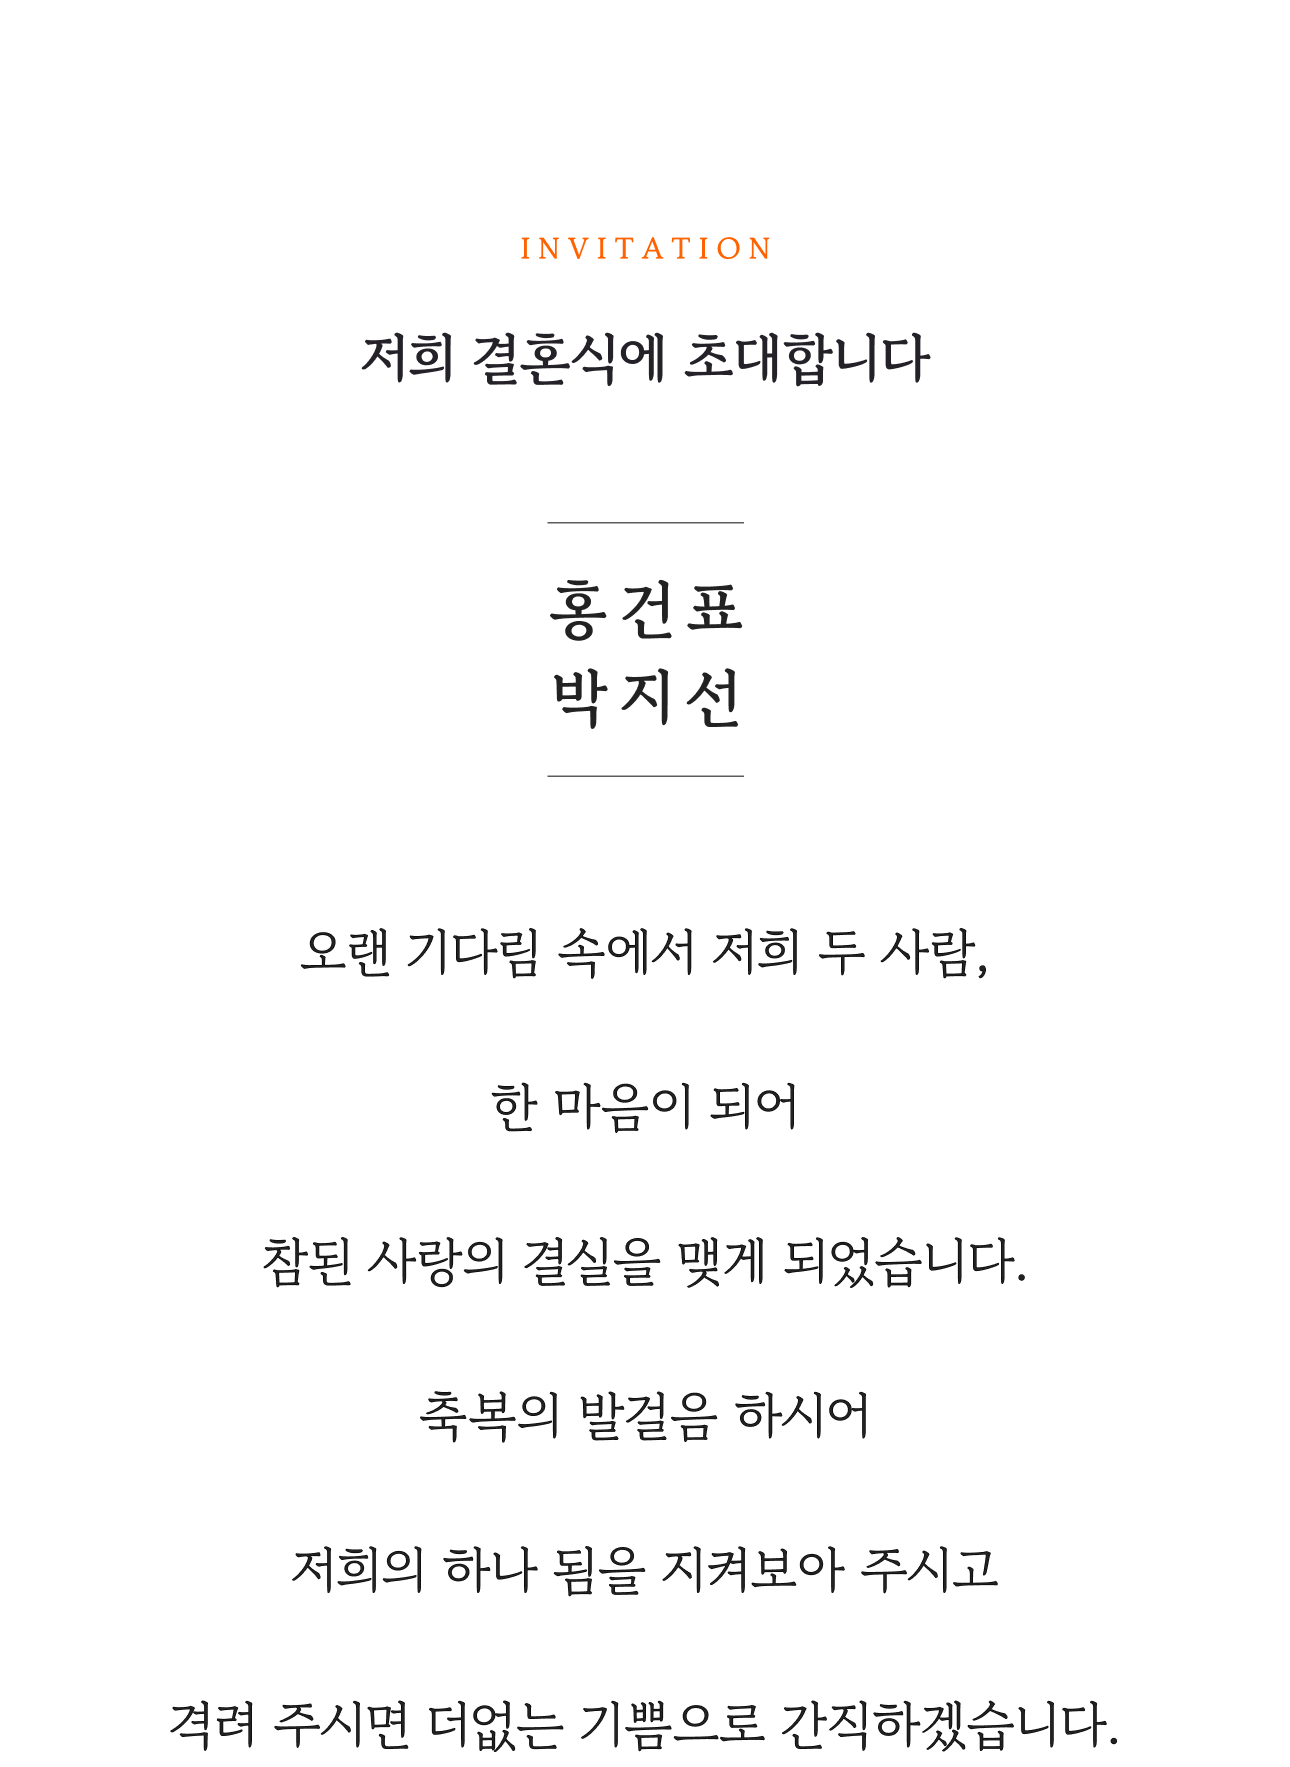 INVITATION
저희 결혼식에 초대합니다
홍건표
박지선
오랜 기다림 속에서 저희 두 사람,
한 마음이 되어
참된 사랑의 결실을 맺게 되었습니다.
축복의 발걸음 하시어
저희의 하나 됨을 지켜보아 주시고
격려 주시면 더없는 기쁨으로 간직하겠습니다.